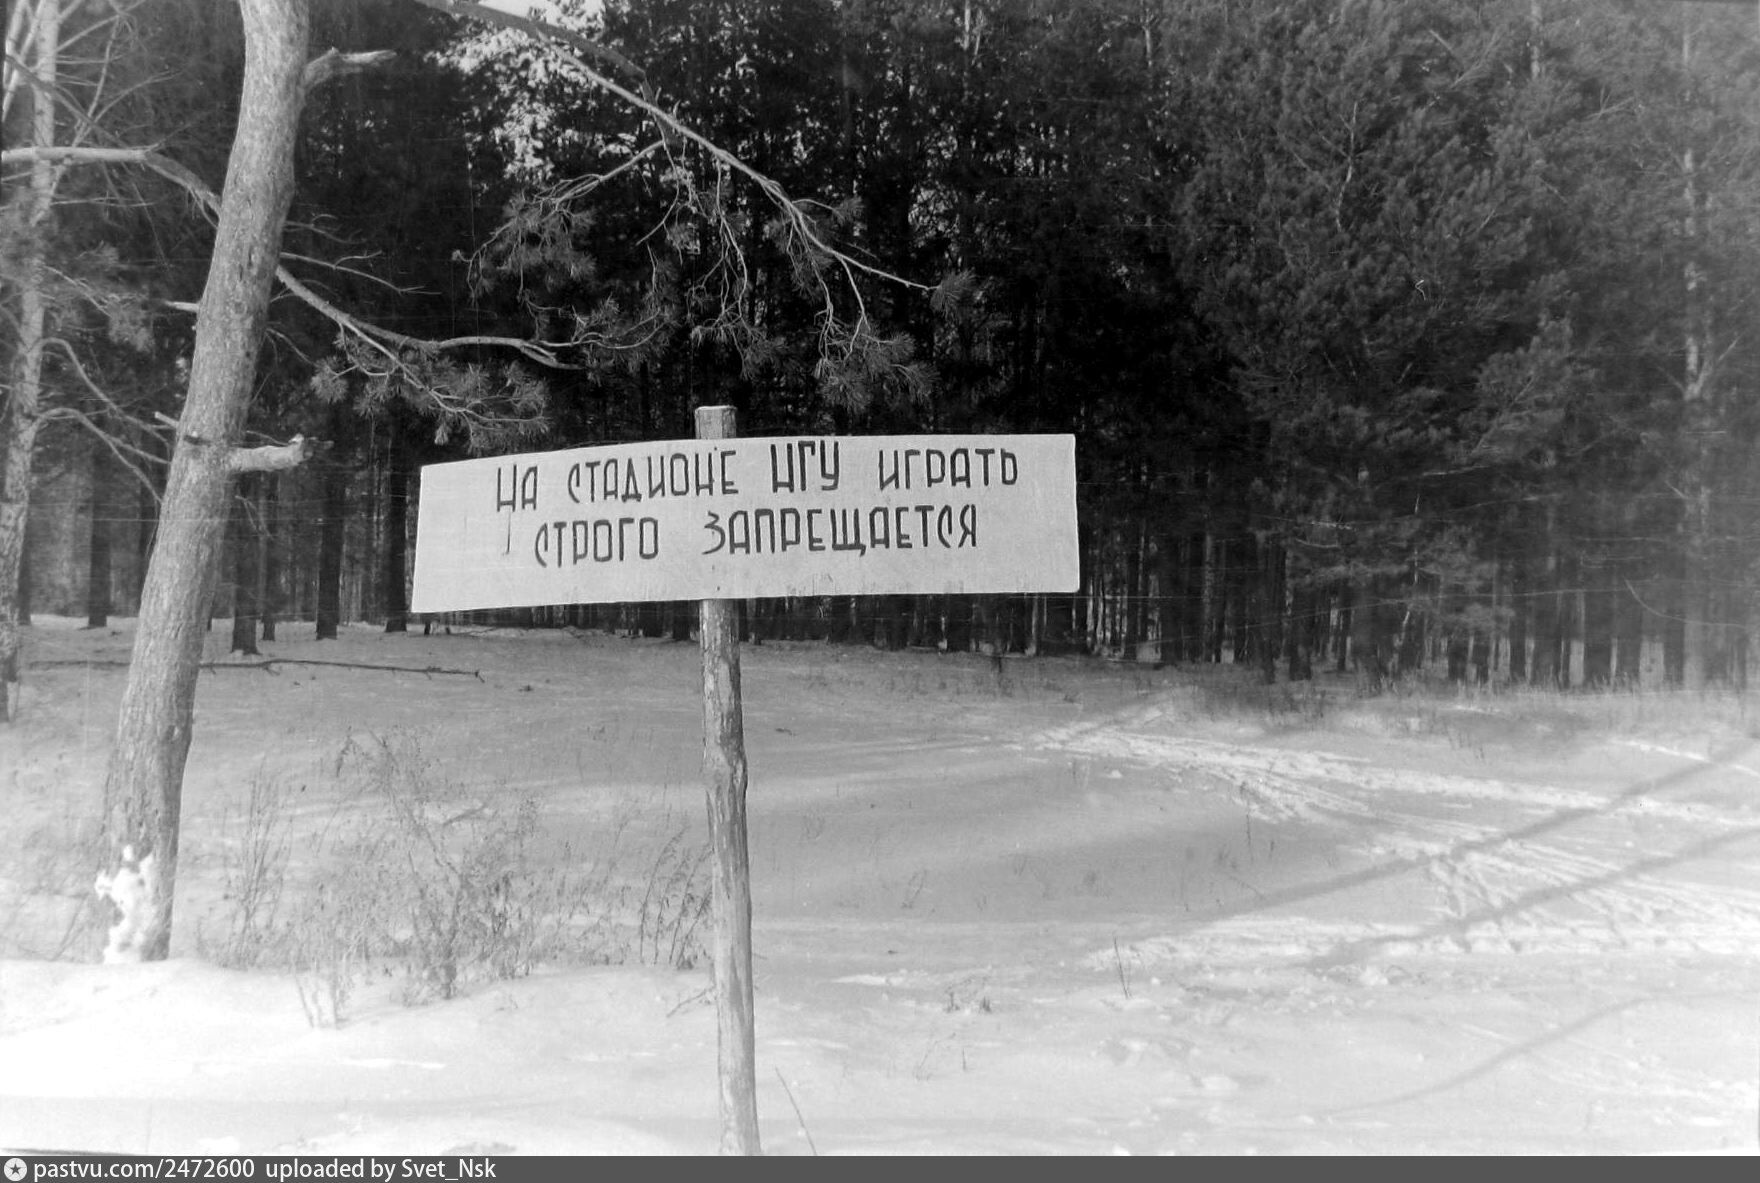 НА СТАДИОНЕ НГУ ИГРАТЬ
СТРОГО ЗАПРЕЩАЕТСЯ
pastvu.com/2472600 uploaded by Svet_Nsk